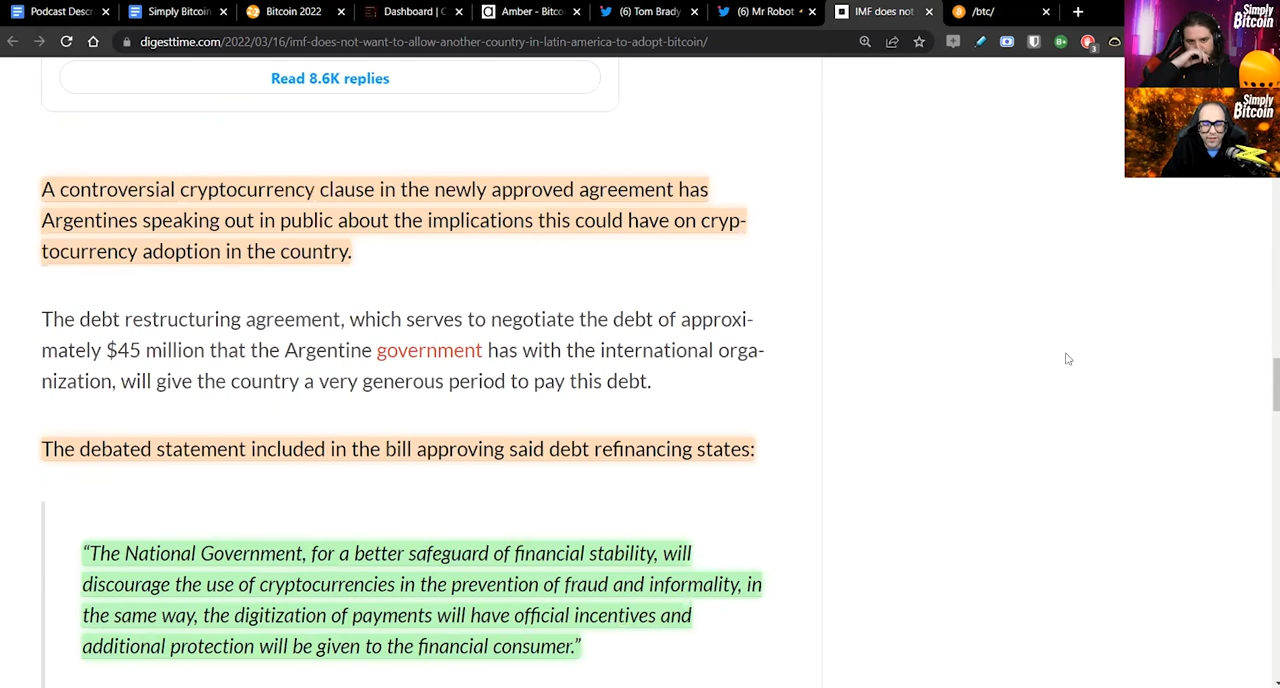 Podcast Descr
Simply Bitcoin
Bitcoin 2022
Dashboard | C
Amber - Bitco
(6) Tom Brady
(6) Mr Robot
IMF does not
/btc/
digesttime.com/2022/03/16/imf-does-not-want-to-allow-another-country-in-latin-america-to-adopt-bitcoin/
Simply
Bitcoin
Simply
Bitcoin
Read 8.6K replies
A controversial cryptocurrency clause in the newly approved agreement has
Argentines speaking out in public about the implications this could have on cryp-
tocurrency adoption in the country.
The debt restructuring agreement, which serves to negotiate the debt of approxi-
mately $45 million that the Argentine government has with the international orga-
nization, will give the country a very generous period to pay this debt.
The debated statement included in the bill approving said debt refinancing states:
“The National Government, for a better safeguard of financial stability, will
discourage the use of cryptocurrencies in the prevention of fraud and informality, in
the same way, the digitization of payments will have official incentives and
additional protection will be given to the financial consumer.”